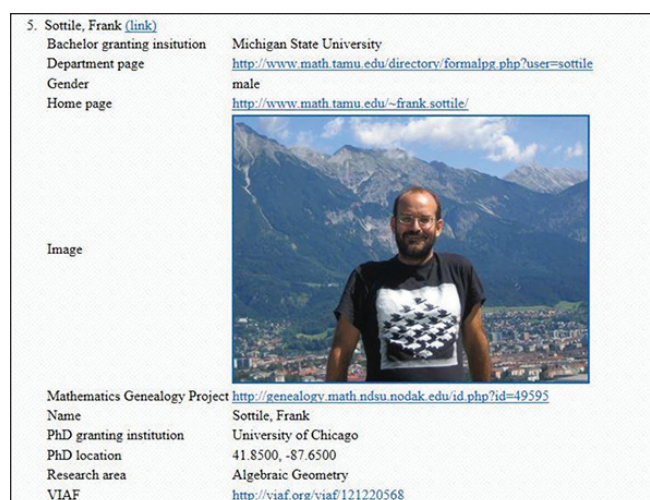 5. Sottile, Frank (link)
Bachelor granting insitution Michigan State University
Department page http://www.math.tamu.edu/directory/formalpg.php?user=sottile
Gender male
Home page http://www.math.tamu.edu/~frank.sottile/
Image
Mathematics Genealogy Project http://genealogy.math.ndsu.nodak.edu/id.php?id=49595
Name Sottile, Frank
PhD granting institution University of Chicago
PhD location 41.8500, -87.6500
Research area Algebraic Geometry
VIAF http://viaf.org/viaf/121220568